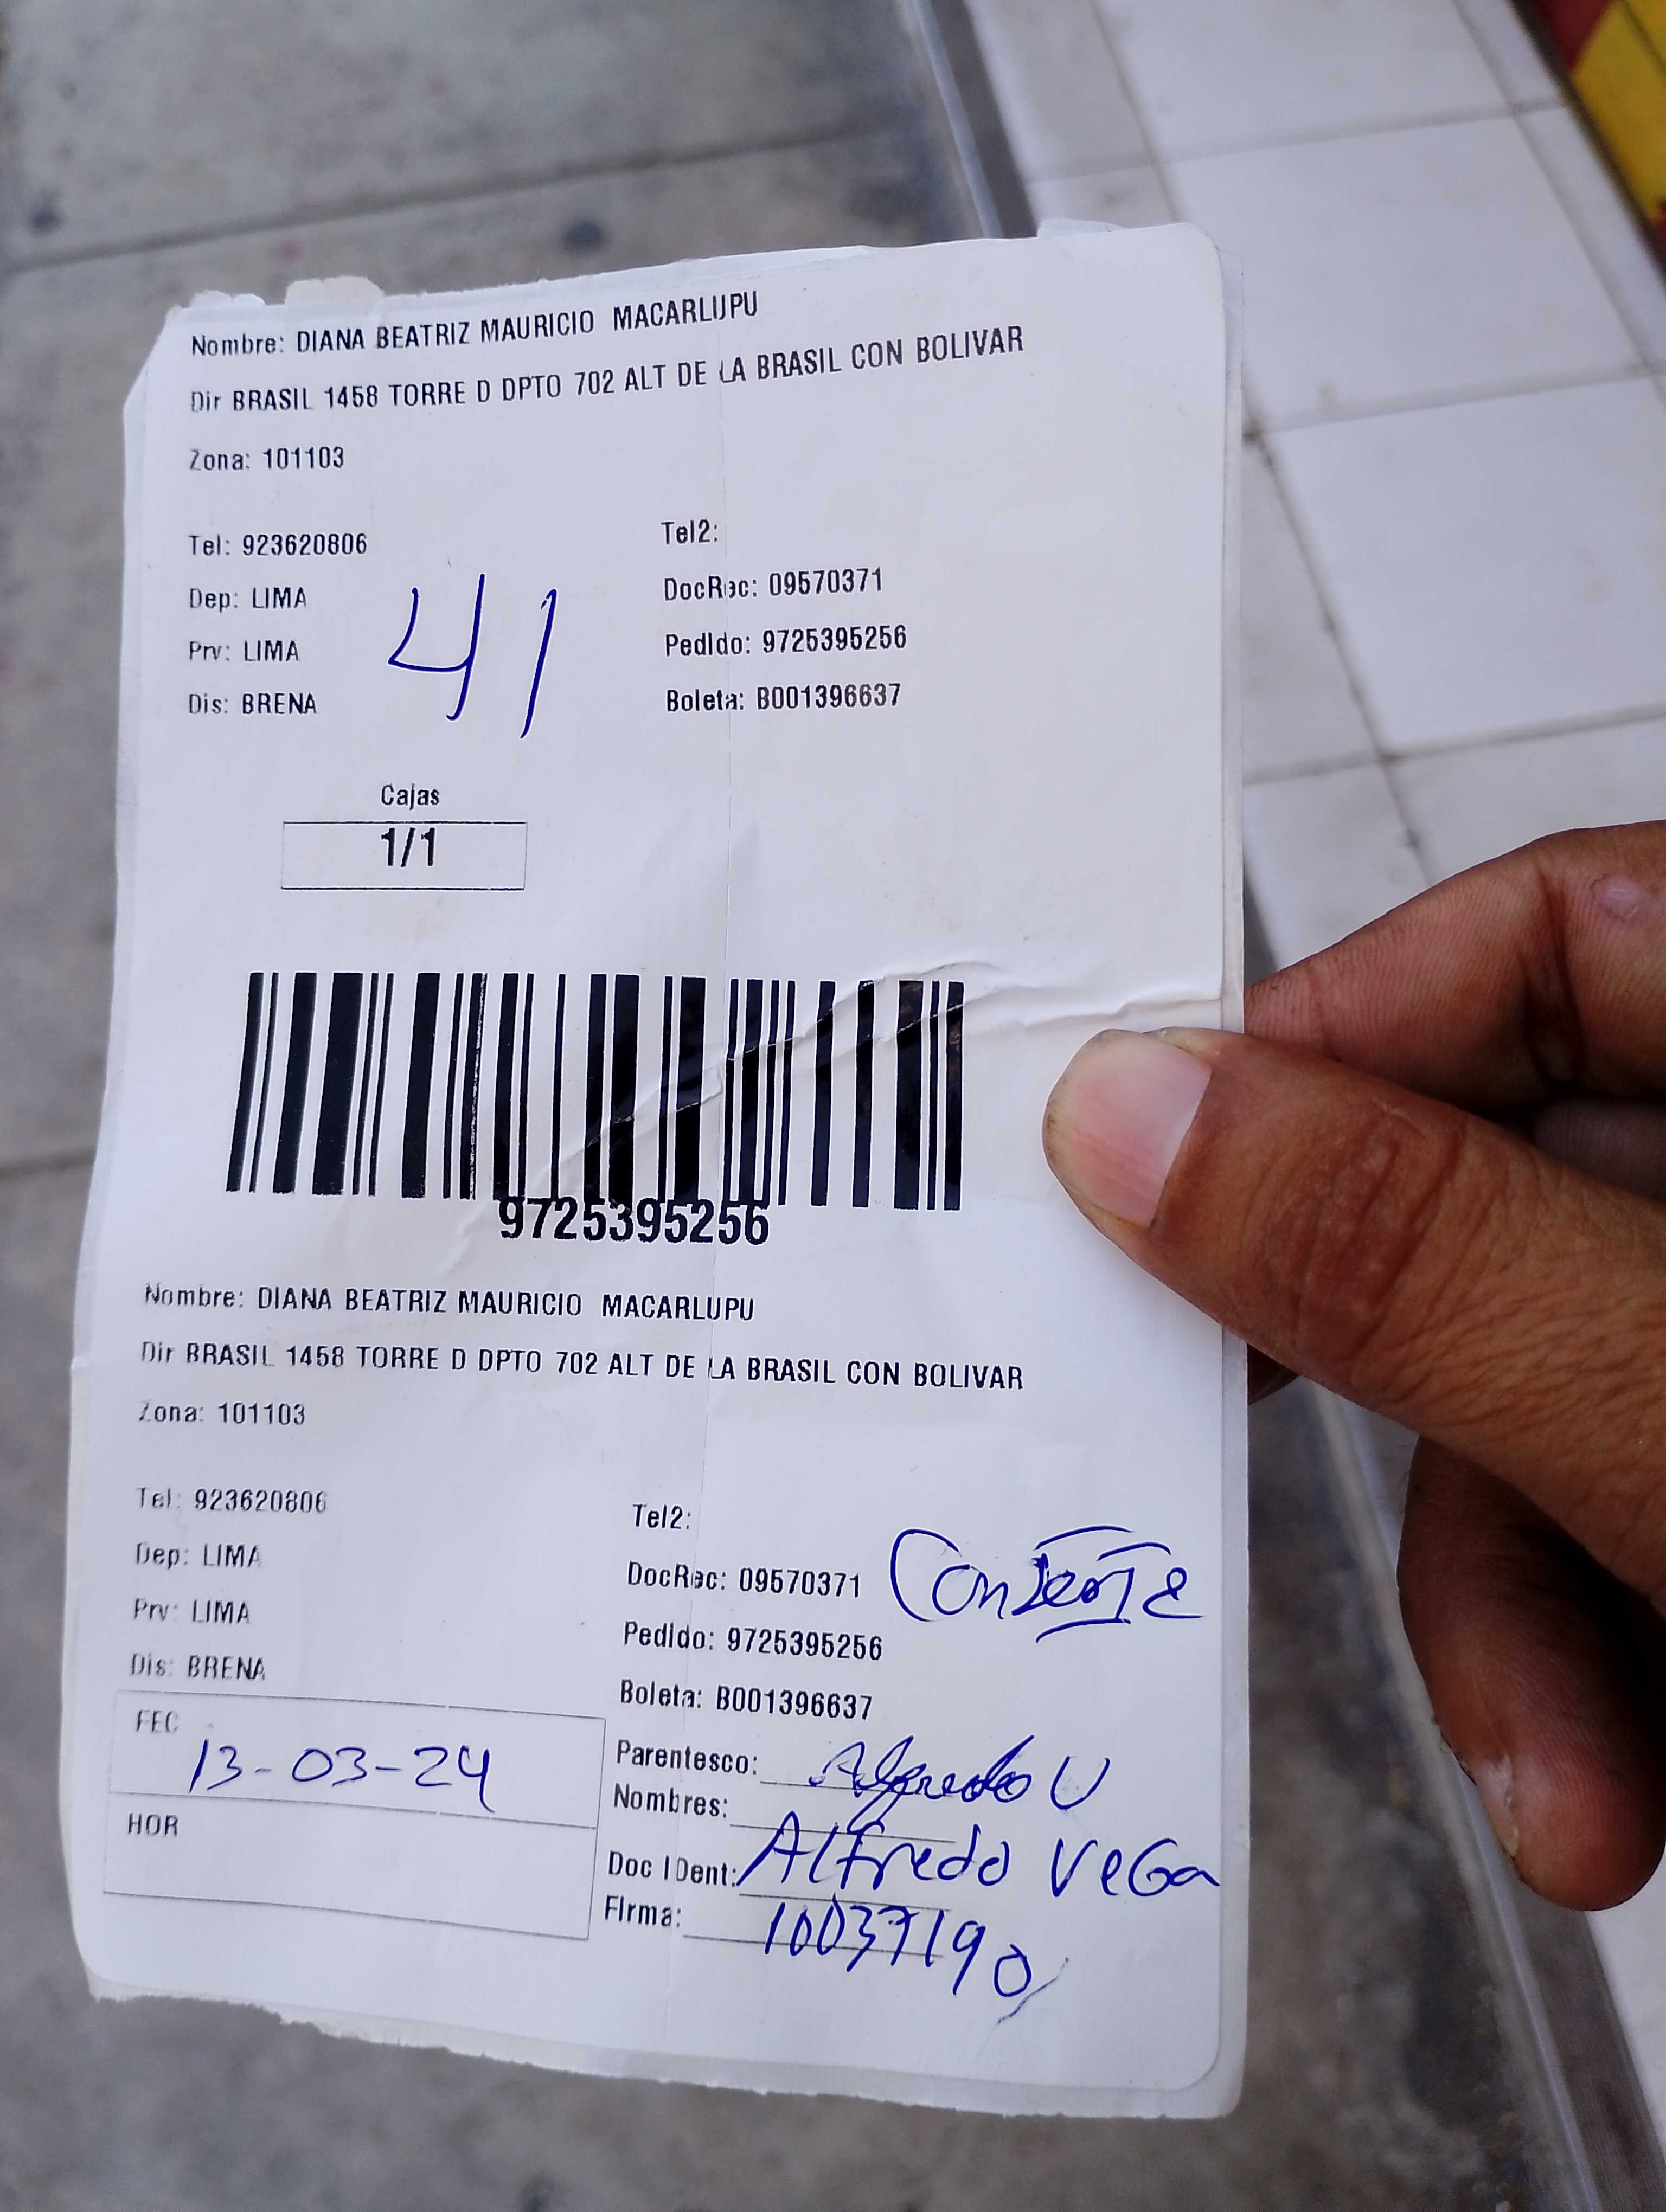 Nombre: DIANA BEATRIZ MAURICIO MACARLUPU
Dir BRASIL 1458 TORRE D DPTO 702 ALT DE LA BRASIL CON BOLIVAR
Zona: 101103
Tel: 923620806
Tel2:
Dep: LIMA
DocRec: 09570371
Prv: LIMA
41
Pedido: 9725395256
Dis: BRENA
Boleta: B001396637
Cajas
1/1
9725395256
Nombre: DIANA BEATRIZ MAURICIO MACARLUPU
Dir BRASIL 1458 TORRE D DPTO 702 ALT DE LA BRASIL CON BOLIVAR
Zona: 101103
Tel: 923620806
Tel2:
Dep: LIMA
DocRec: 09570371
Prv: LIMA
Pedido: 9725395256
Dis: BRENA
Boleta: B001396637
FEC
13-03-24
HOR
Parentesco: Alfredo V
Nombres:
Doc IDent: Alfredo VeGa
Firma: 10037190